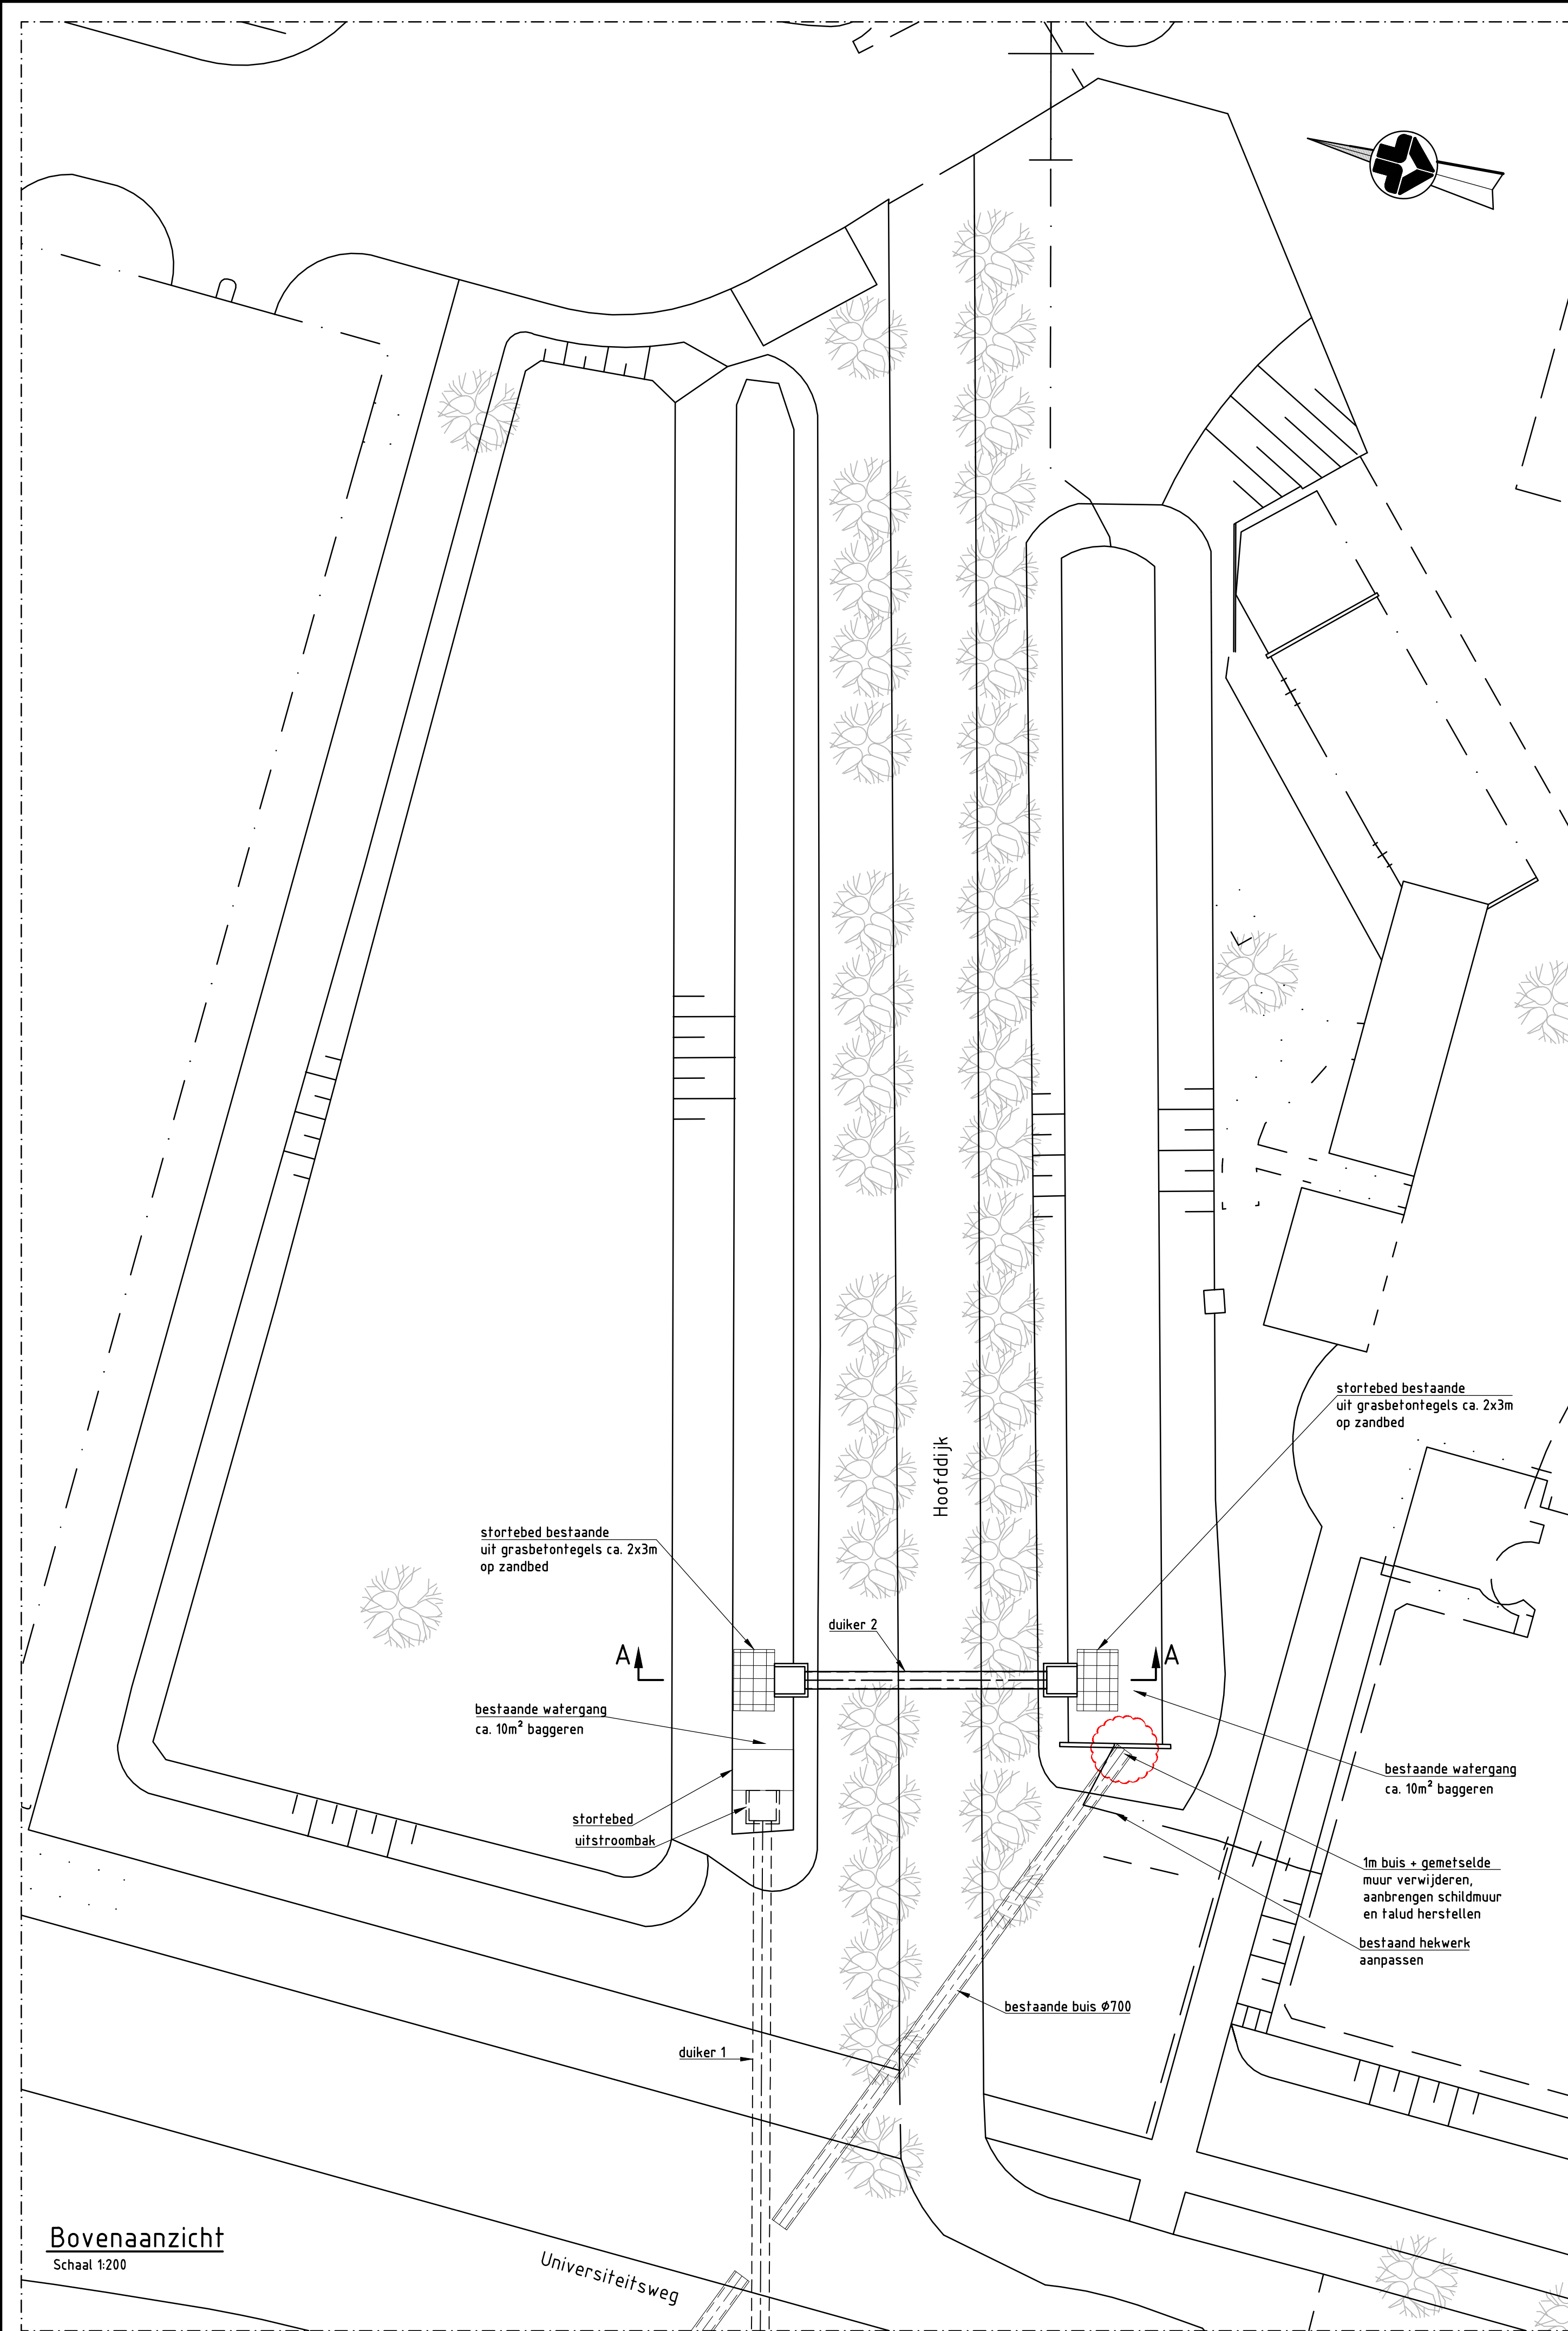 stortebed bestaande
uit grasbetontegels ca. 2x3m
op zandbed
Hoofddijk
stortebed bestaande
uit grasbetontegels ca. 2x3m
op zandbed
duiker 2
A
A
bestaande watergang
ca. 10m² baggeren
bestaande watergang
ca. 10m² baggeren
stortebed
uitstroombak
1m buis + gemetselde
muur verwijderen,
aanbrengen schildmuur
en talud herstellen
bestaand hekwerk
aanpassen
bestaande buis Ø700
duiker 1
Bovenaanzicht
Schaal 1:200
Universiteitsweg